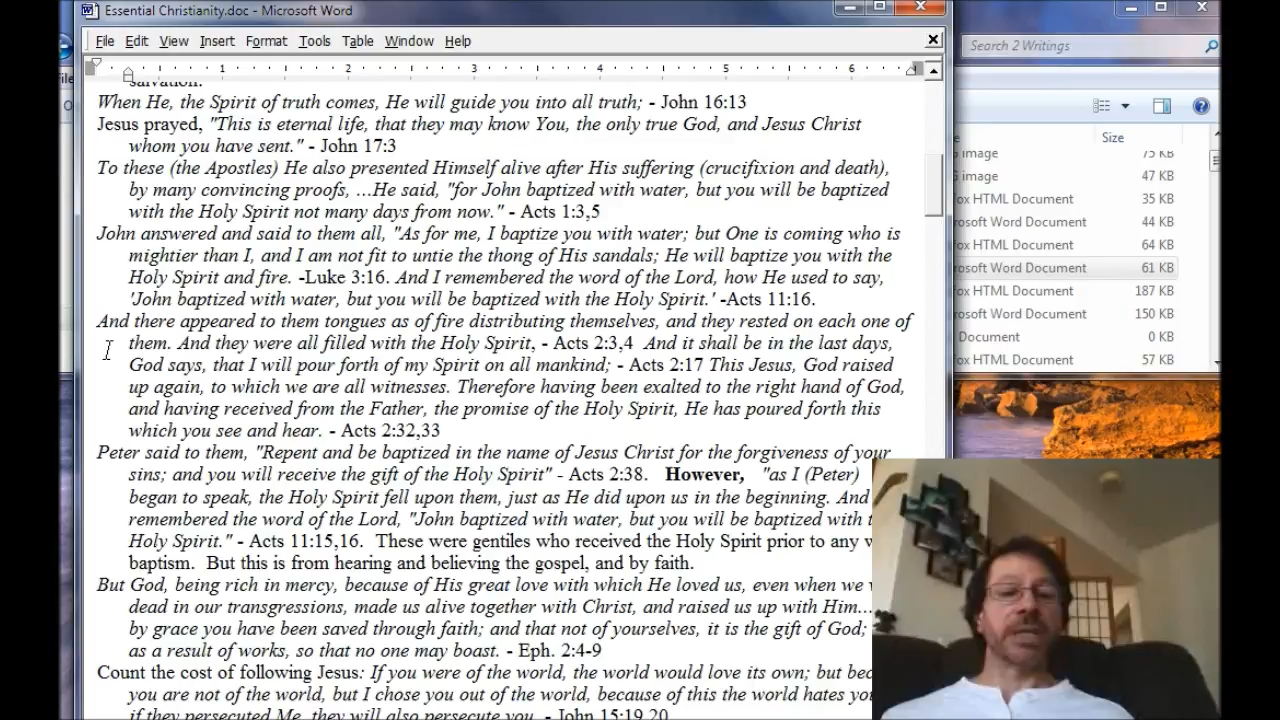 Essential Christianity.doc - Microsoft Word
File Edit View Insert Format Tools Table Window Help
Search 2 Writings
1 2 3 4 5 6
salvation.
When He, the Spirit of truth comes, He will guide you into all truth; - John 16:13
Jesus prayed, "This is eternal life, that they may know You, the only true God, and Jesus Christ
whom you have sent." - John 17:3
To these (the Apostles) He also presented Himself alive after His suffering (crucifixion and death),
by many convincing proofs, ...He said, "for John baptized with water, but you will be baptized
with the Holy Spirit not many days from now." - Acts 1:3,5
John answered and said to them all, "As for me, I baptize you with water; but One is coming who is
mightier than I, and I am not fit to untie the thong of His sandals; He will baptize you with the
Holy Spirit and fire. -Luke 3:16. And I remembered the word of the Lord, how He used to say,
'John baptized with water, but you will be baptized with the Holy Spirit.' -Acts 11:16.
And there appeared to them tongues as of fire distributing themselves, and they rested on each one of
them. And they were all filled with the Holy Spirit, - Acts 2:3,4 And it shall be in the last days,
God says, that I will pour forth of my Spirit on all mankind; - Acts 2:17 This Jesus, God raised
up again, to which we are all witnesses. Therefore having been exalted to the right hand of God,
and having received from the Father, the promise of the Holy Spirit, He has poured forth this
which you see and hear. - Acts 2:32,33
Peter said to them, "Repent and be baptized in the name of Jesus Christ for the forgiveness of your
sins; and you will receive the gift of the Holy Spirit" - Acts 2:38. However, "as I (Peter)
began to speak, the Holy Spirit fell upon them, just as He did upon us in the beginning. And
remembered the word of the Lord, "John baptized with water, but you will be baptized with
Holy Spirit." - Acts 11:15,16. These were gentiles who received the Holy Spirit prior to any
baptism. But this is from hearing and believing the gospel, and by faith.
But God, being rich in mercy, because of His great love with which He loved us, even when we
dead in our transgressions, made us alive together with Christ, and raised us up with Him...
by grace you have been saved through faith; and that not of yourselves, it is the gift of God;
as a result of works, so that no one may boast. - Eph. 2:4-9
Count the cost of following Jesus: If you were of the world, the world would love its own; but
you are not of the world, but I chose you out of the world, because of this the world hates
if they persecuted Me, they will also persecute you. - John 15:19,20
Size
G image 75 KB
G image 47 KB
fox HTML Document 35 KB
rosoft Word Document 44 KB
fox HTML Document 64 KB
rosoft Word Document 61 KB
fox HTML Document 187 KB
rosoft Word Document 150 KB
Document 0 KB
fox HTML Document 57 KB